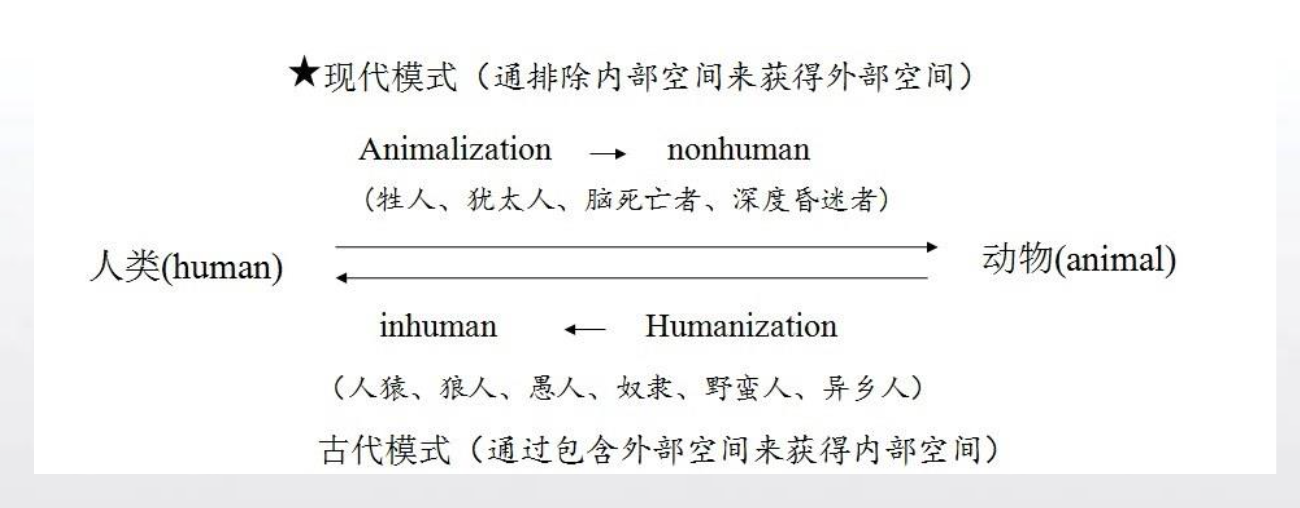 ★现代模式（通排除内部空间来获得外部空间）
Animalization → nonhuman
（牲人、犹太人、脑死亡者、深度昏迷者）
人类(human)
动物(animal)
inhuman ← Humanization
（人猿、狼人、愚人、奴隶、野蛮人、异乡人）
古代模式（通过包含外部空间来获得内部空间）